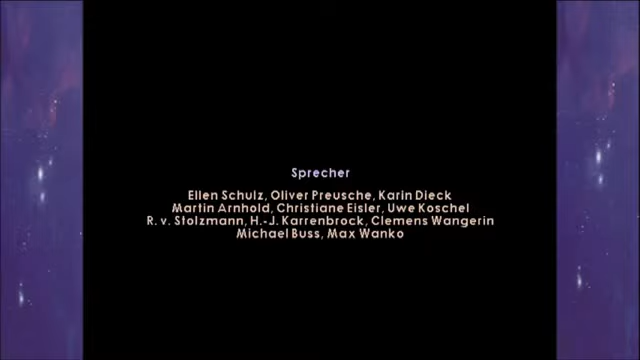 Sprecher
Ellen Schulz, Oliver Preusche, Karin Dieck
Martin Arnhold, Christiane Eisler, Uwe Koschel
R. v. Stolzmann, H.-J. Karrenbrock, Clemens Wangerin
Michael Buss, Max Wanko